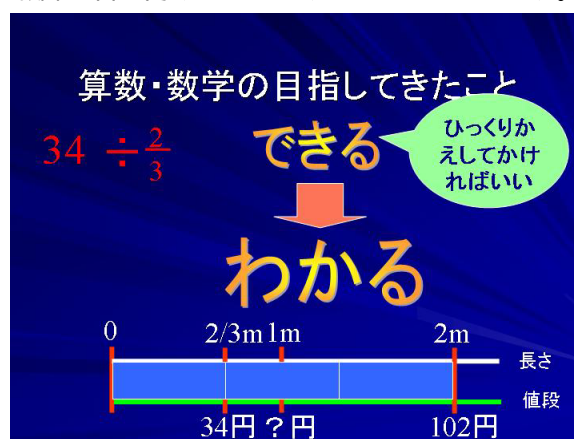 算数・数学の目指してきたこと
34 ÷ 2/3
できる
ひっくりか
えしてかけ
ればいい
わかる
0 2/3m 1m 2m
長さ
値段
34円 ? 円 102円